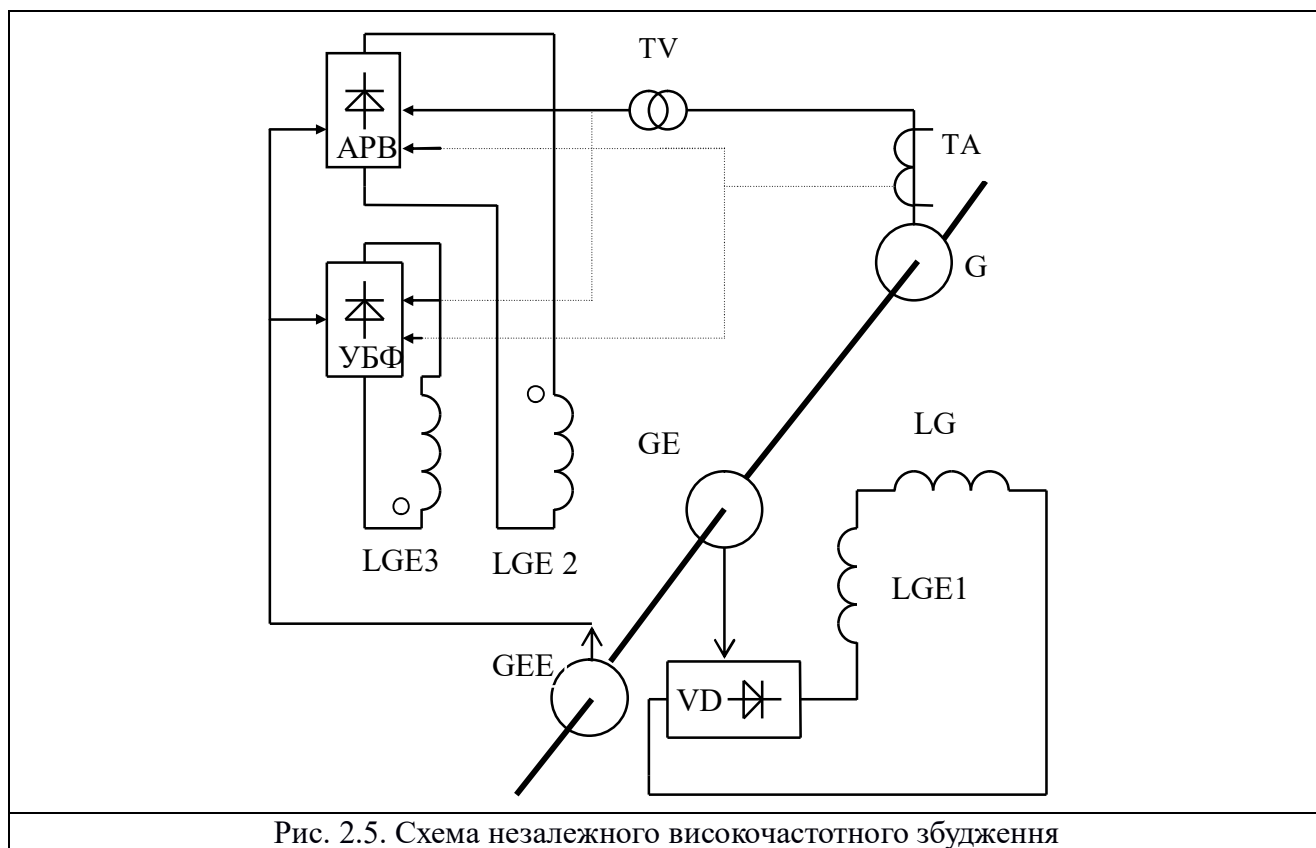 TV
TA
АРВ
G
УБФ
LG
GE
LGE3
LGE 2
LGE1
GEE
VD
Рис. 2.5. Схема незалежного високочастотного збудження